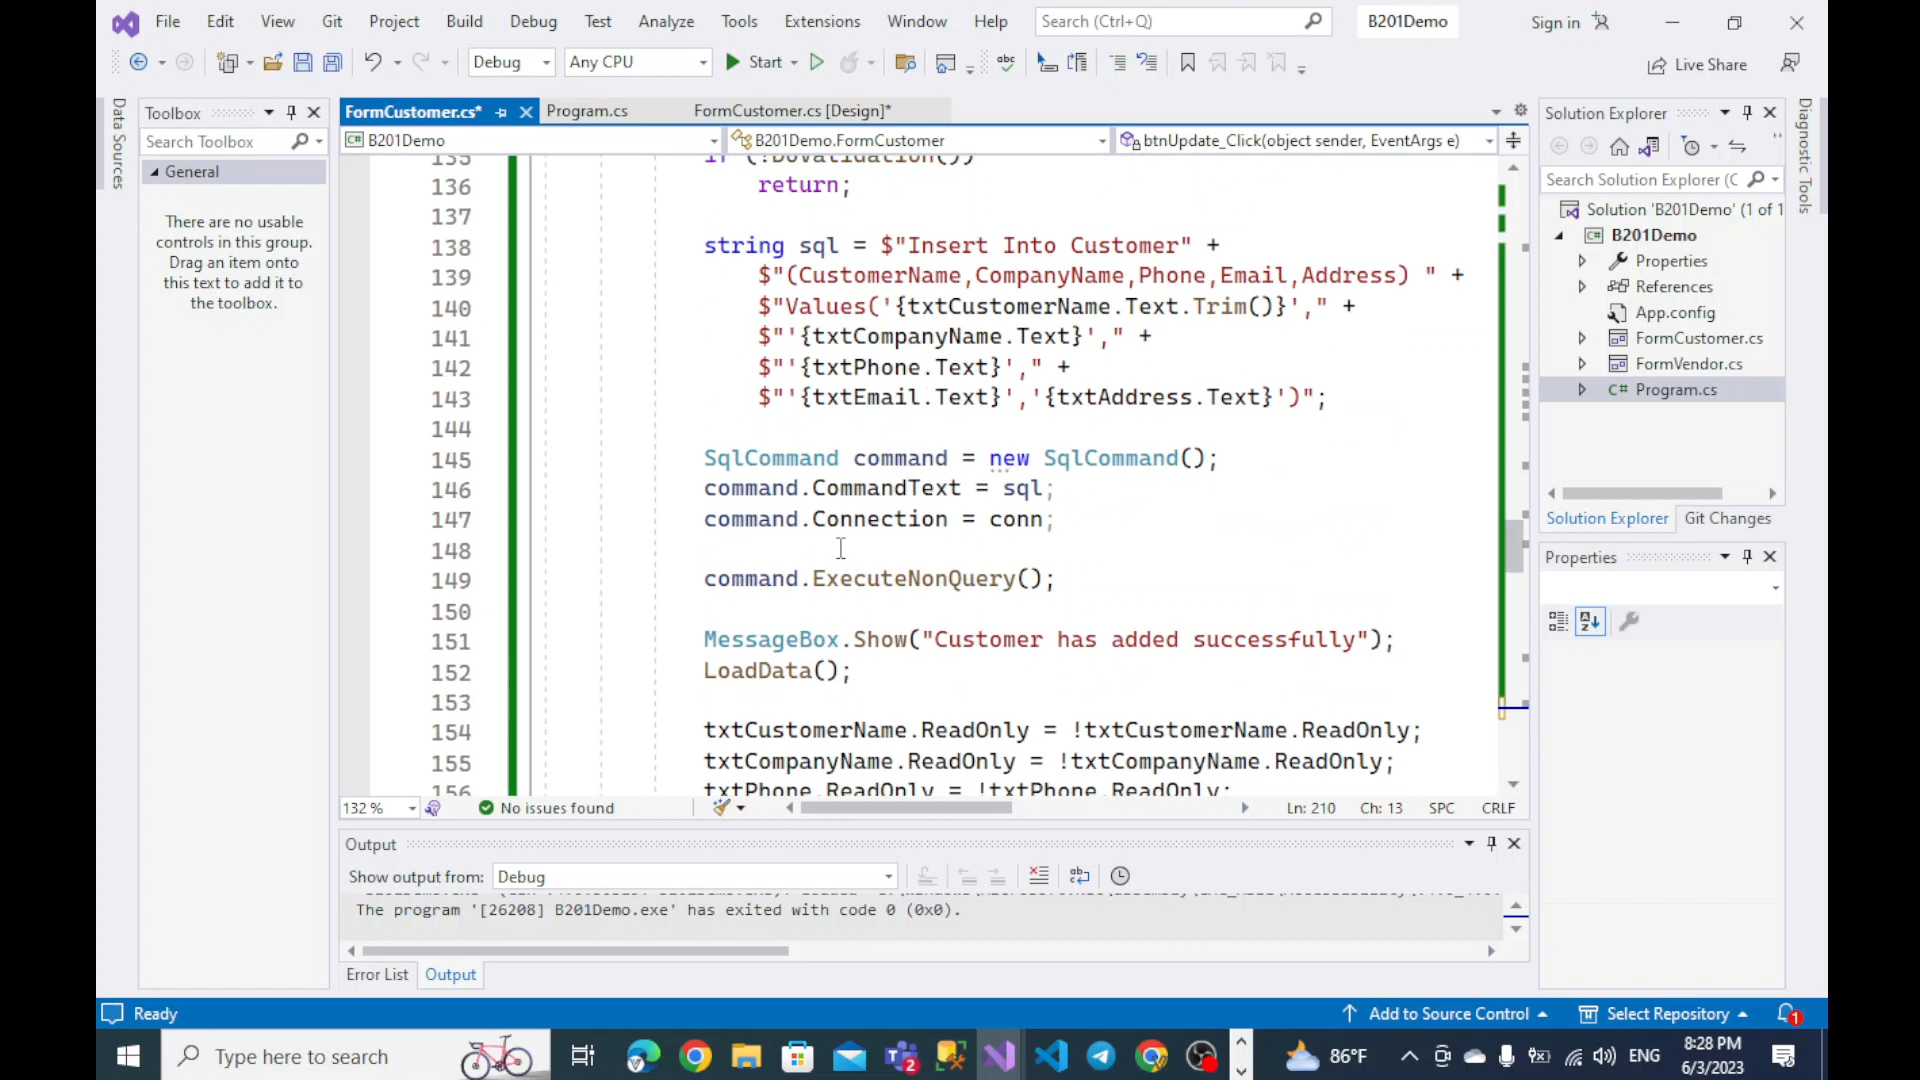 File Edit View Git Project Build Debug Test Analyze Tools Extensions Window Help Search (Ctrl+Q) B201Demo Sign in
Debug Any CPU Start Live Share
Data Sources
Toolbox
Search Toolbox
General
There are no usable
controls in this group.
Drag an item onto
this text to add it to
the toolbox.
FormCustomer.cs* Program.cs FormCustomer.cs [Design]*
B201Demo B201Demo.FormCustomer btnUpdate_Click(object sender, EventArgs e)
135 if (!DoValidation())
136 return;
137
138 string sql = $"Insert Into Customer" +
139 $"(CustomerName,CompanyName,Phone,Email,Address) " +
140 $"Values('{txtCustomerName.Text.Trim()}'," +
141 $"'{txtCompanyName.Text}'," +
142 $"'{txtPhone.Text}'," +
143 $"'{txtEmail.Text}','{txtAddress.Text}')";
144
145 SqlCommand command = new SqlCommand();
146 command.CommandText = sql;
147 command.Connection = conn;
148
149 command.ExecuteNonQuery();
150
151 MessageBox.Show("Customer has added successfully");
152 LoadData();
153
154 txtCustomerName.ReadOnly = !txtCustomerName.ReadOnly;
155 txtCompanyName.ReadOnly = !txtCompanyName.ReadOnly;
156 txtPhone.ReadOnly = !txtPhone.ReadOnly;
132 % No issues found Ln: 210 Ch: 13 SPC CRLF
Output
Show output from: Debug
The program '[26208] B201Demo.exe' has exited with code 0 (0x0).
Error List Output
Solution Explorer
Search Solution Explorer (C
Solution 'B201Demo' (1 of 1
B201Demo
Properties
References
App.config
FormCustomer.cs
FormVendor.cs
Program.cs
Solution Explorer Git Changes
Properties
Diagnostic Tools
Ready Add to Source Control Select Repository 1
Type here to search 2 86°F ENG 8:28 PM
6/3/2023